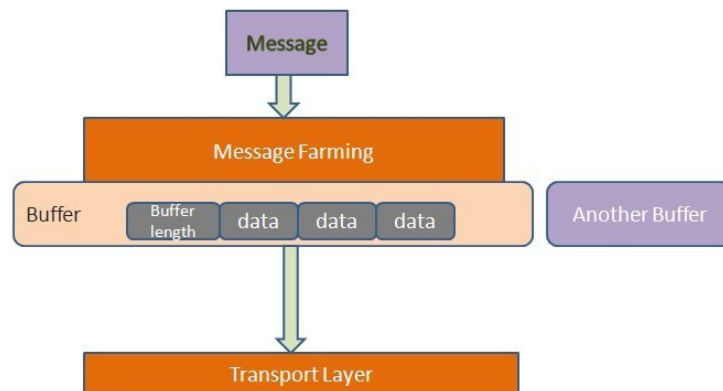 Message
Message Farming
Buffer
Buffer
length
data
data
data
Another Buffer
Transport Layer